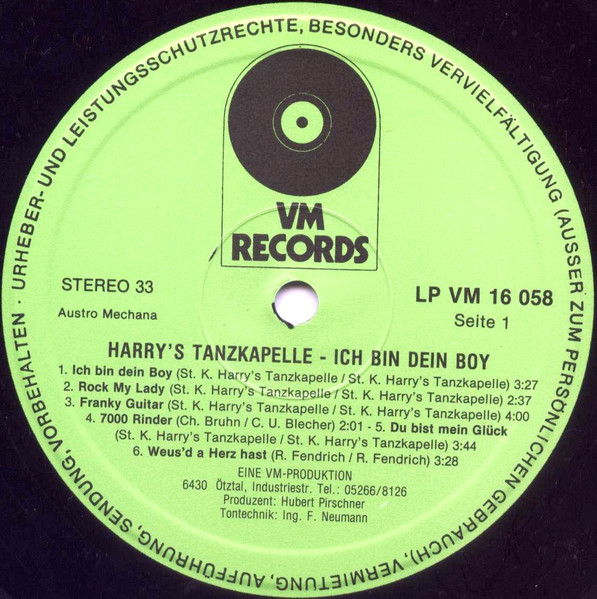 URHEBER- UND LEISTUNGSSCHUTZRECHTE, BESONDERS VERVIELFÄLTIGUNG (AUSSER ZUM PERSÖNLICHEN GEBRAUCH), VERMIETUNG, AUFFÜHRUNG, SENDUNG, VORBEHALTEN ·
VM
RECORDS
STEREO 33
Austro Mechana
LP VM 16 058
Seite 1
HARRY'S TANZKAPELLE - ICH BIN DEIN BOY
1. Ich bin dein Boy (St. K. Harry's Tanzkapelle / St. K. Harry's Tanzkapelle) 3:27
2. Rock My Lady (St. K. Harry's Tanzkapelle / St. K. Harry's Tanzkapelle) 2:37
3. Franky Guitar (St. K. Harry's Tanzkapelle / St. K. Harry's Tanzkapelle) 4:00
4. 7000 Rinder (Ch. Bruhn / C. U. Blecher) 2:01 - 5. Du bist mein Glück
(St. K. Harry's Tanzkapelle / St. K. Harry's Tanzkapelle) 3:44
6. Weus'd a Herz hast (R. Fendrich / R. Fendrich) 3:28
EINE VM-PRODUKTION
6430 Ötztal, Industriestr. Tel.: 05266/8126
Produzent: Hubert Pirschner
Tontechnik: Ing. F. Neumann